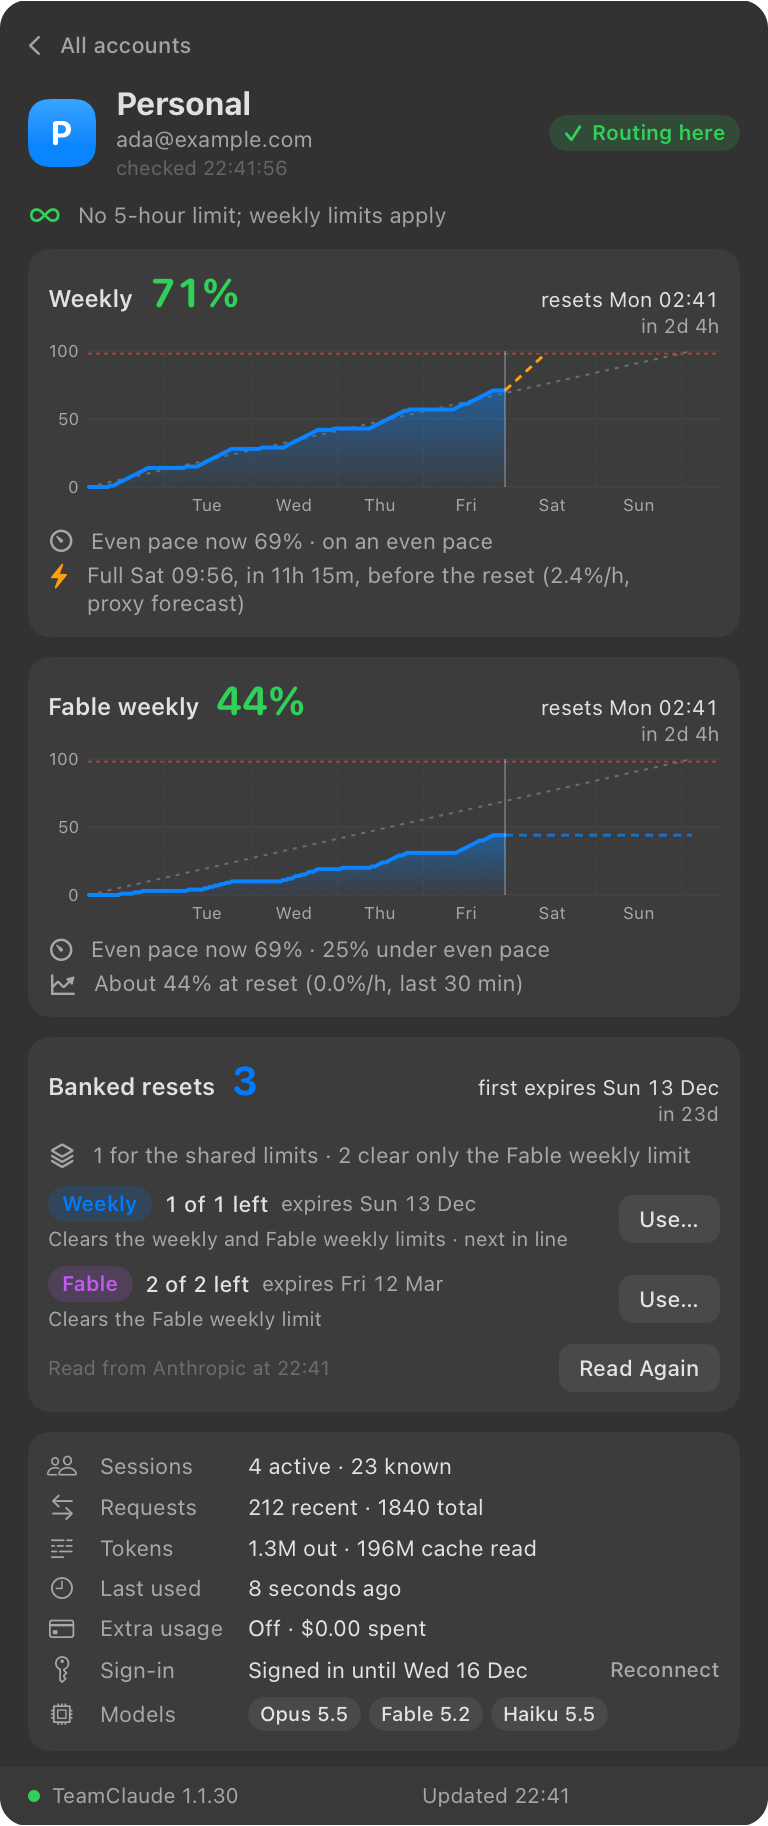 All accounts
P
Personal
ada@example.com
checked 22:41:56
Routing here
No 5-hour limit; weekly limits apply
Weekly 71%
resets Mon 02:41
in 2d 4h
100
50
0
Tue Wed Thu Fri Sat Sun
Even pace now 69% · on an even pace
Full Sat 09:56, in 11h 15m, before the reset (2.4%/h,
proxy forecast)
Fable weekly 44%
resets Mon 02:41
in 2d 4h
100
50
0
Tue Wed Thu Fri Sat Sun
Even pace now 69% · 25% under even pace
About 44% at reset (0.0%/h, last 30 min)
Banked resets 3
first expires Sun 13 Dec
in 23d
1 for the shared limits · 2 clear only the Fable weekly limit
Weekly 1 of 1 left expires Sun 13 Dec
Clears the weekly and Fable weekly limits · next in line
Use...
Fable 2 of 2 left expires Fri 12 Mar
Clears the Fable weekly limit
Use...
Read from Anthropic at 22:41
Read Again
Sessions 4 active · 23 known
Requests 212 recent · 1840 total
Tokens 1.3M out · 196M cache read
Last used 8 seconds ago
Extra usage Off · $0.00 spent
Sign-in Signed in until Wed 16 Dec Reconnect
Models Opus 5.5 Fable 5.2 Haiku 5.5
TeamClaude 1.1.30
Updated 22:41